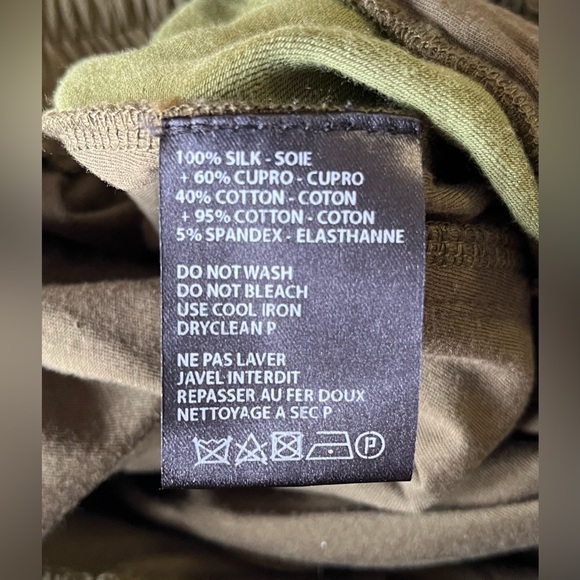 100% SILK - SOIE
+ 60% CUPRO - CUPRO
40% COTTON - COTON
+ 95% COTTON - COTON
5% SPANDEX - ELASTHANNE
DO NOT WASH
DO NOT BLEACH
USE COOL IRON
DRYCLEAN P
NE PAS LAVER
JAVEL INTERDIT
REPASSER AU FER DOUX
NETTOYAGE A SEC P
P